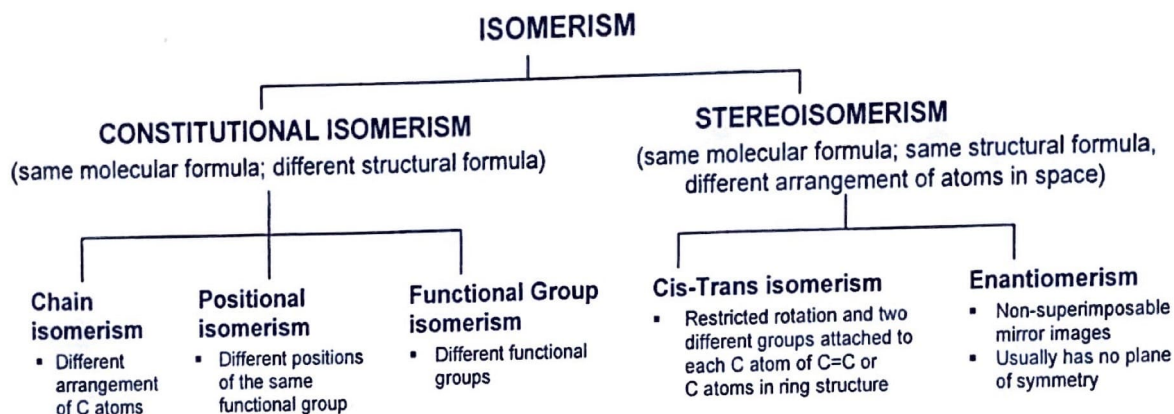 ISOMERISM
CONSTITUTIONAL ISOMERISM
(same molecular formula; different structural formula)
STEREOISOMERISM
(same molecular formula; same structural formula,
different arrangement of atoms in space)
Chain
isomerism
▪ Different
arrangement
of C atoms
Positional
isomerism
▪ Different positions
of the same
functional group
Functional Group
isomerism
▪ Different functional
groups
Cis-Trans isomerism
▪ Restricted rotation and two
different groups attached to
each C atom of C=C or
C atoms in ring structure
Enantiomerism
▪ Non-superimposable
mirror images
▪ Usually has no plane
of symmetry